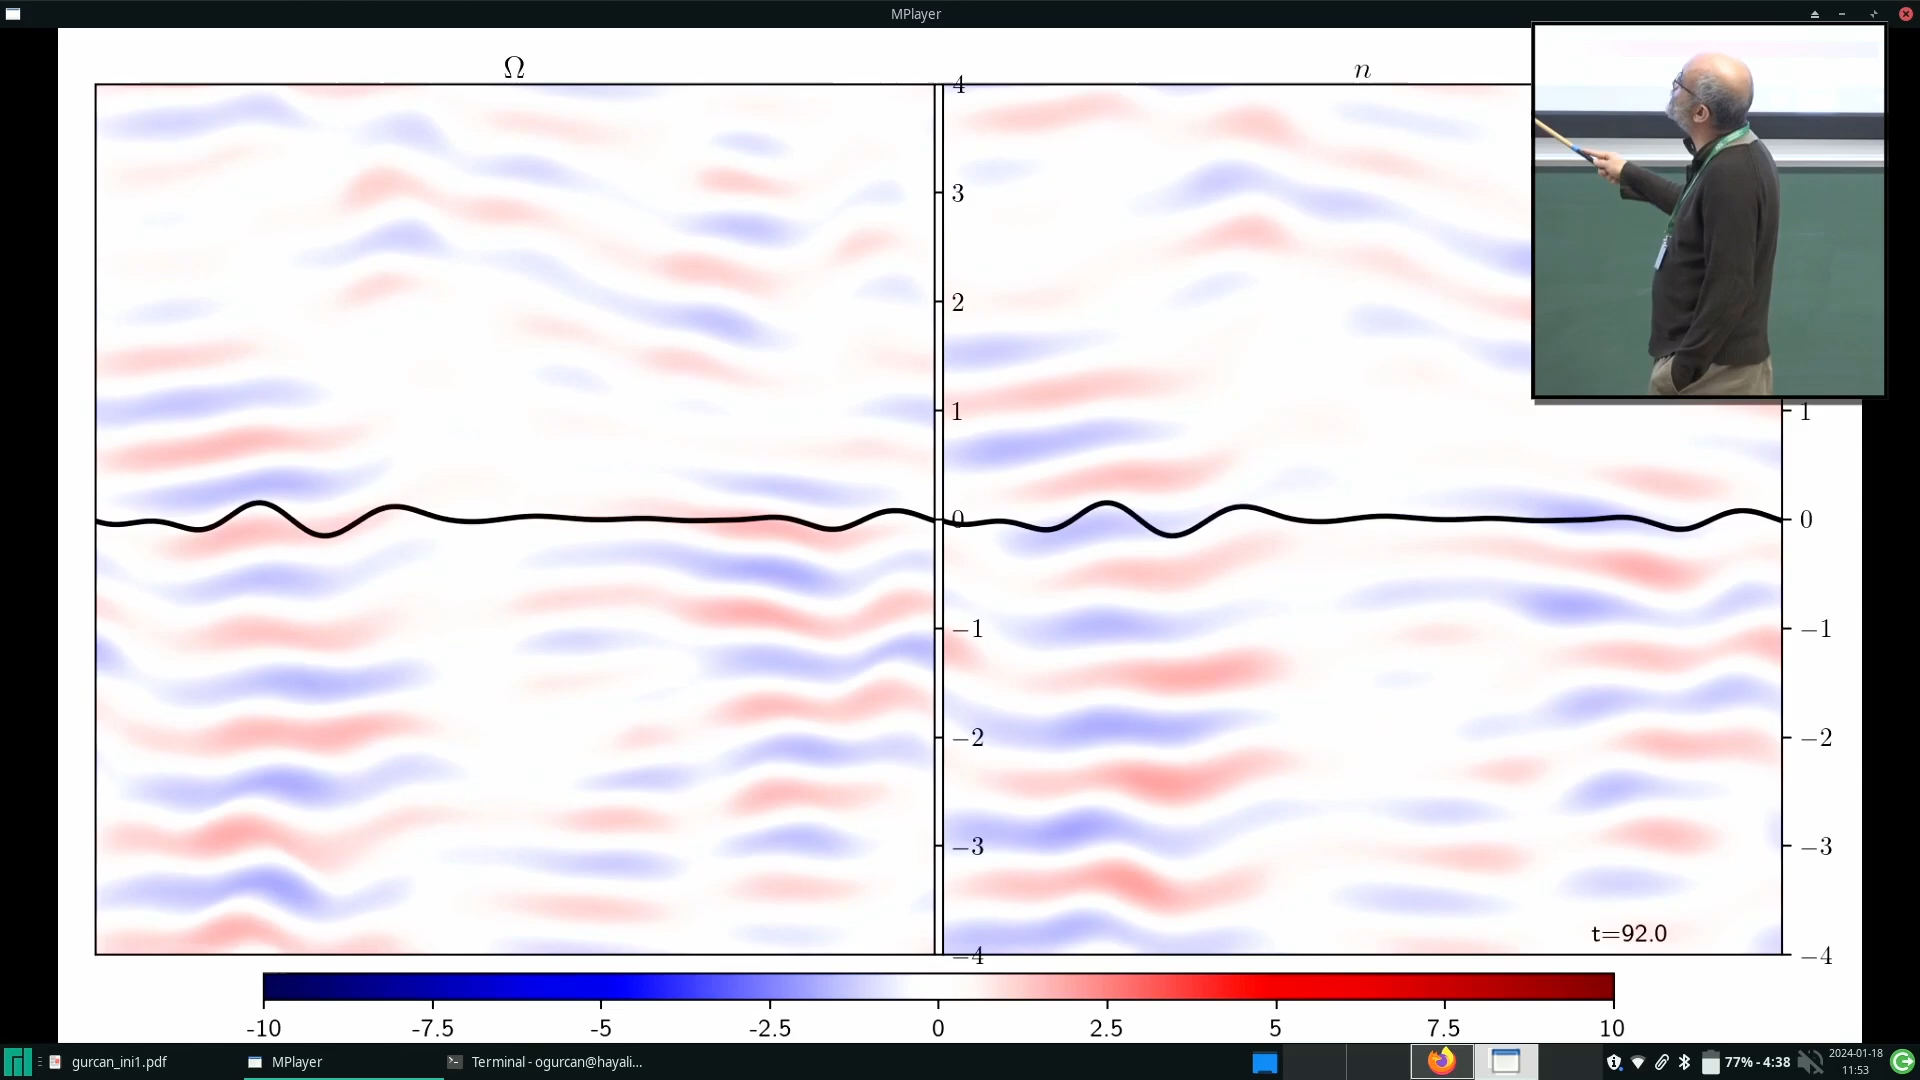 MPlayer
Ω
n
4
3
2
1
0
−1
−2
−3
−4
1
0
−1
−2
−3
−4
t=92.0
-10 -7.5 -5 -2.5 0 2.5 5 7.5 10
gurcan_ini1.pdf MPlayer Terminal - ogurcan@hayali... 77% - 4:38 2024-01-18
11:53